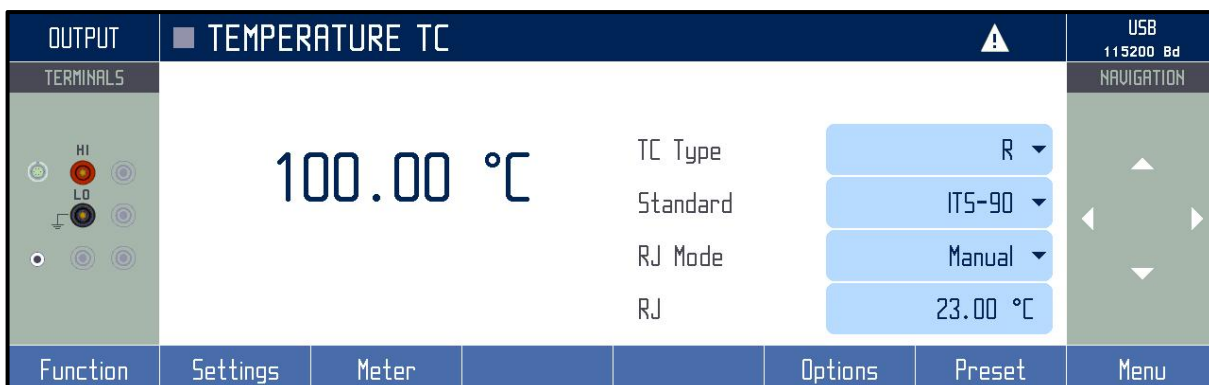 OUTPUT
TEMPERATURE TC
USB
115200 Bd
TERMINALS
NAVIGATION
HI
LO
100.00 °C
TC Type R
Standard ITS-90
RJ Mode Manual
RJ 23.00 °C
Function Settings Meter Options Preset Menu